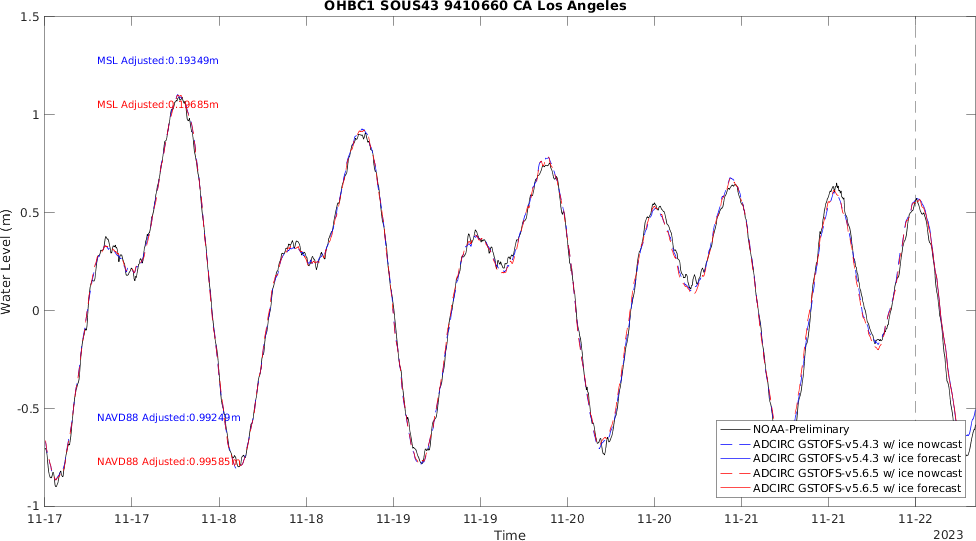 OHBC1 SOUS43 9410660 CA Los Angeles
1.5
MSL Adjusted:0.19349m
MSL Adjusted:0.19685m
1
0.5
Water Level (m)
0
-0.5
NAVD88 Adjusted:0.99249m
NAVD88 Adjusted:0.99585m
NOAA-Preliminary
ADCIRC GSTOFS-v5.4.3 w/ ice nowcast
ADCIRC GSTOFS-v5.4.3 w/ ice forecast
ADCIRC GSTOFS-v5.6.5 w/ ice nowcast
ADCIRC GSTOFS-v5.6.5 w/ ice forecast
-1
11-17 11-17 11-18 11-18 11-19 11-19 11-20 11-20 11-21 11-21 11-22
Time
2023